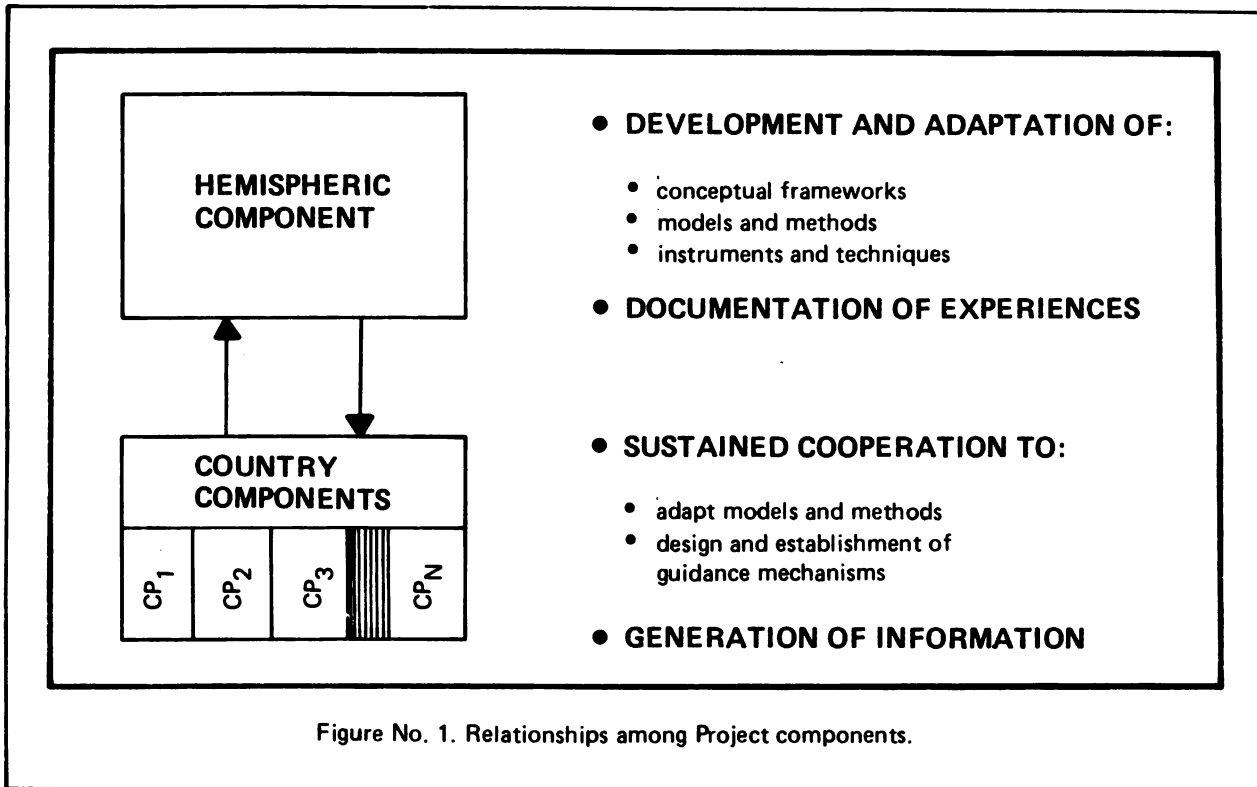 HEMISPHERIC
COMPONENT
COUNTRY
COMPONENTS
CP1 CP2 CP3 CPN
• DEVELOPMENT AND ADAPTATION OF:
• conceptual frameworks
• models and methods
• instruments and techniques
• DOCUMENTATION OF EXPERIENCES
• SUSTAINED COOPERATION TO:
• adapt models and methods
• design and establishment of
guidance mechanisms
• GENERATION OF INFORMATION
Figure No. 1. Relationships among Project components.